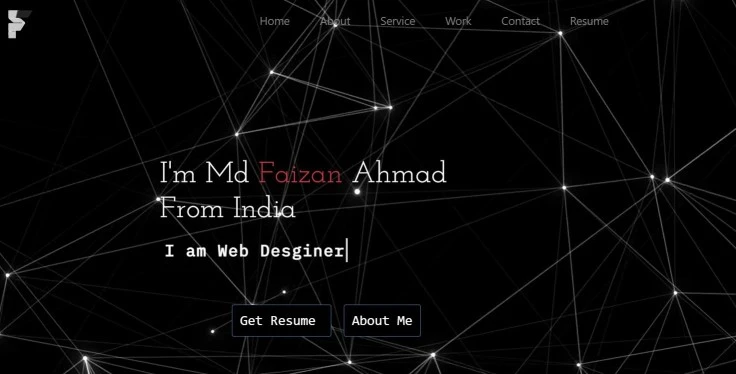 Home About Service Work Contact Resume
I'm Md Faizan Ahmad
From India
I am Web Desginer
Get Resume About Me